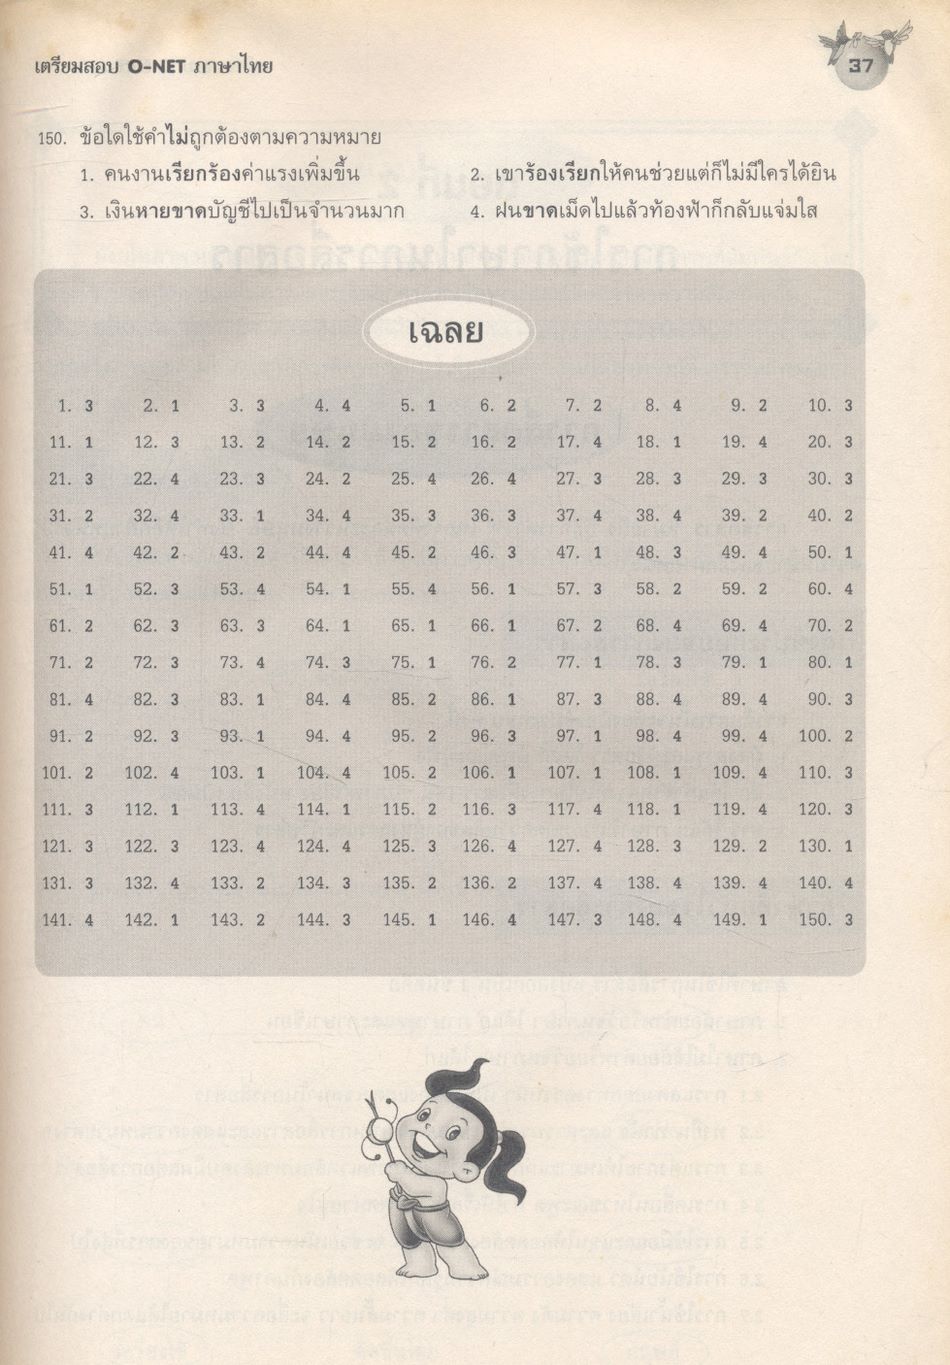 เตรียมสอบ O-NET ภาษาไทย
37
150. ข้อใดใช้คำไม่ถูกต้องตามความหมาย
1. คนงานเรียกร้องค่าแรงเพิ่มขึ้น 2. เขาร้องเรียกให้คนช่วยแต่ก็ไม่มีใครได้ยิน
3. เงินหายขาดบัญชีไปเป็นจำนวนมาก 4. ฝนขาดเม็ดไปแล้วท้องฟ้าก็กลับแจ่มใส
เฉลย
1. 3 2. 1 3. 3 4. 4 5. 1 6. 2 7. 2 8. 4 9. 2 10. 3
11. 1 12. 3 13. 2 14. 2 15. 2 16. 2 17. 4 18. 1 19. 4 20. 3
21. 3 22. 4 23. 3 24. 2 25. 4 26. 4 27. 3 28. 3 29. 3 30. 3
31. 2 32. 4 33. 1 34. 4 35. 3 36. 3 37. 4 38. 4 39. 2 40. 2
41. 4 42. 2 43. 2 44. 4 45. 2 46. 3 47. 1 48. 3 49. 4 50. 1
51. 1 52. 3 53. 4 54. 1 55. 4 56. 1 57. 3 58. 2 59. 2 60. 4
61. 2 62. 3 63. 3 64. 1 65. 1 66. 1 67. 2 68. 4 69. 4 70. 2
71. 2 72. 3 73. 4 74. 3 75. 1 76. 2 77. 1 78. 3 79. 1 80. 1
81. 4 82. 3 83. 1 84. 4 85. 2 86. 1 87. 3 88. 4 89. 4 90. 3
91. 2 92. 3 93. 1 94. 4 95. 2 96. 3 97. 1 98. 4 99. 4 100. 2
101. 2 102. 4 103. 1 104. 4 105. 2 106. 1 107. 1 108. 1 109. 4 110. 3
111. 3 112. 1 113. 4 114. 1 115. 2 116. 3 117. 4 118. 1 119. 4 120. 3
121. 3 122. 3 123. 4 124. 4 125. 3 126. 4 127. 4 128. 3 129. 2 130. 1
131. 3 132. 4 133. 2 134. 3 135. 2 136. 2 137. 4 138. 4 139. 4 140. 4
141. 4 142. 1 143. 2 144. 3 145. 1 146. 4 147. 3 148. 4 149. 1 150. 3